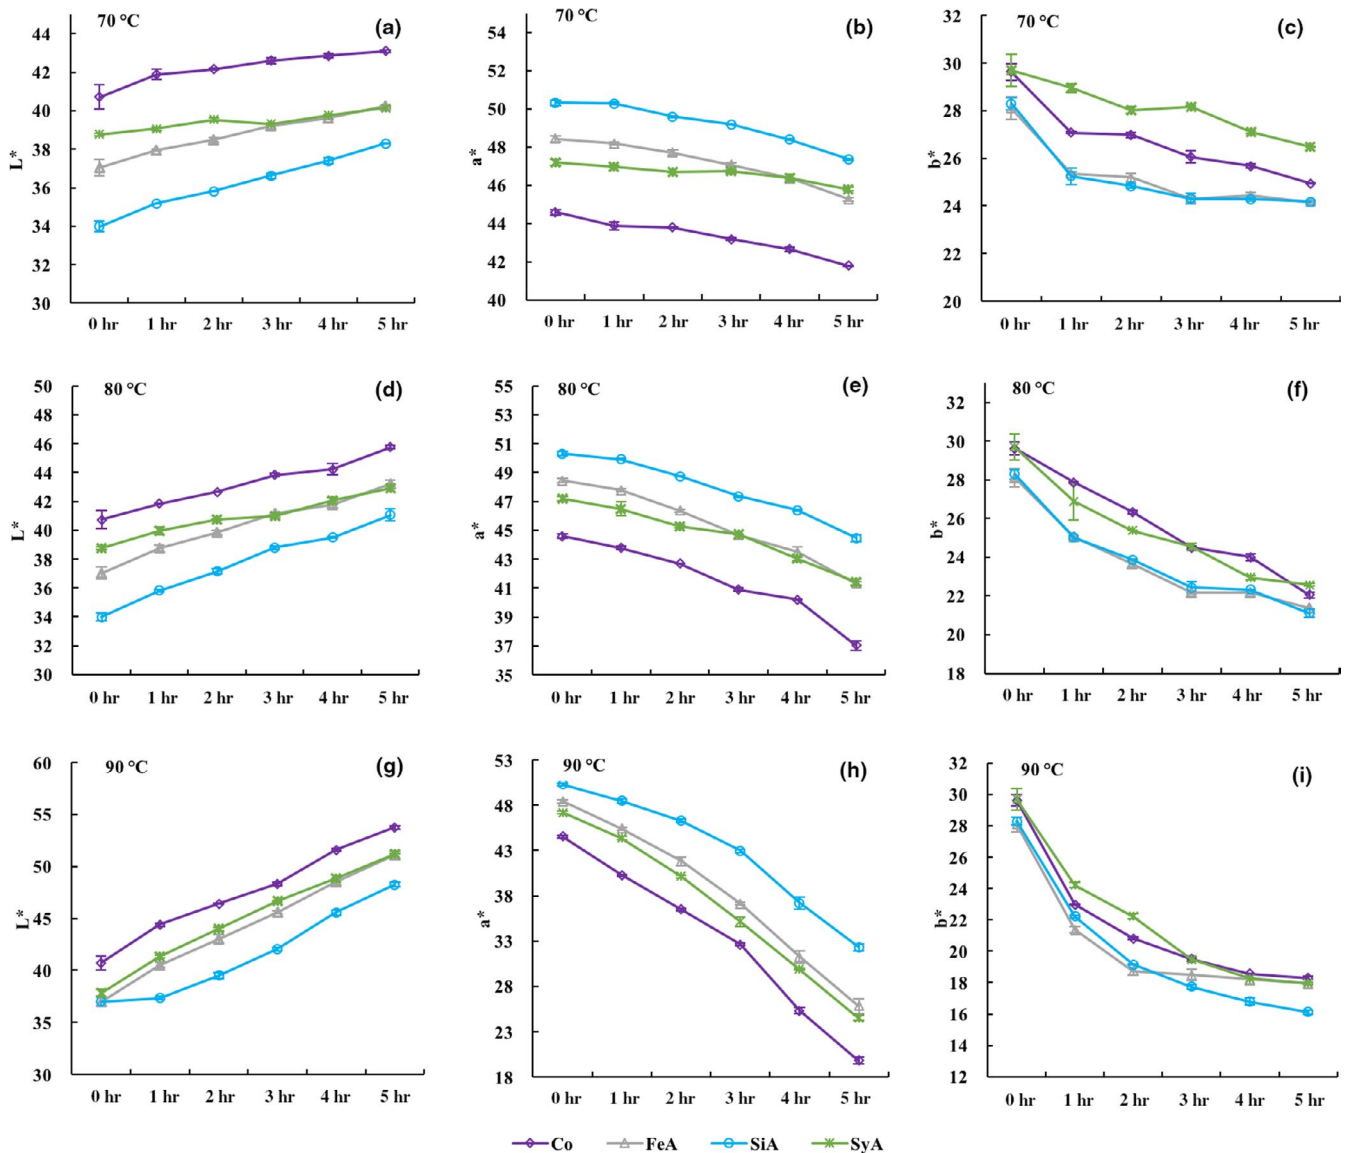 70 °C (a)
L*
44
42
40
38
36
34
32
30
0 hr 1 hr 2 hr 3 hr 4 hr 5 hr
70 °C (b)
a*
54
52
50
48
46
44
42
40
0 hr 1 hr 2 hr 3 hr 4 hr 5 hr
70 °C (c)
b*
32
30
28
26
24
22
20
0 hr 1 hr 2 hr 3 hr 4 hr 5 hr
80 °C (d)
L*
50
48
46
44
42
40
38
36
34
32
30
0 hr 1 hr 2 hr 3 hr 4 hr 5 hr
80 °C (e)
a*
55
53
51
49
47
45
43
41
39
37
35
0 hr 1 hr 2 hr 3 hr 4 hr 5 hr
80 °C (f)
b*
32
30
28
26
24
22
20
18
0 hr 1 hr 2 hr 3 hr 4 hr 5 hr
90 °C (g)
L*
60
55
50
45
40
35
30
0 hr 1 hr 2 hr 3 hr 4 hr 5 hr
90 °C (h)
a*
53
48
43
38
33
28
23
18
0 hr 1 hr 2 hr 3 hr 4 hr 5 hr
90 °C (i)
b*
32
30
28
26
24
22
20
18
16
14
12
0 hr 1 hr 2 hr 3 hr 4 hr 5 hr
Co FeA SiA SyA